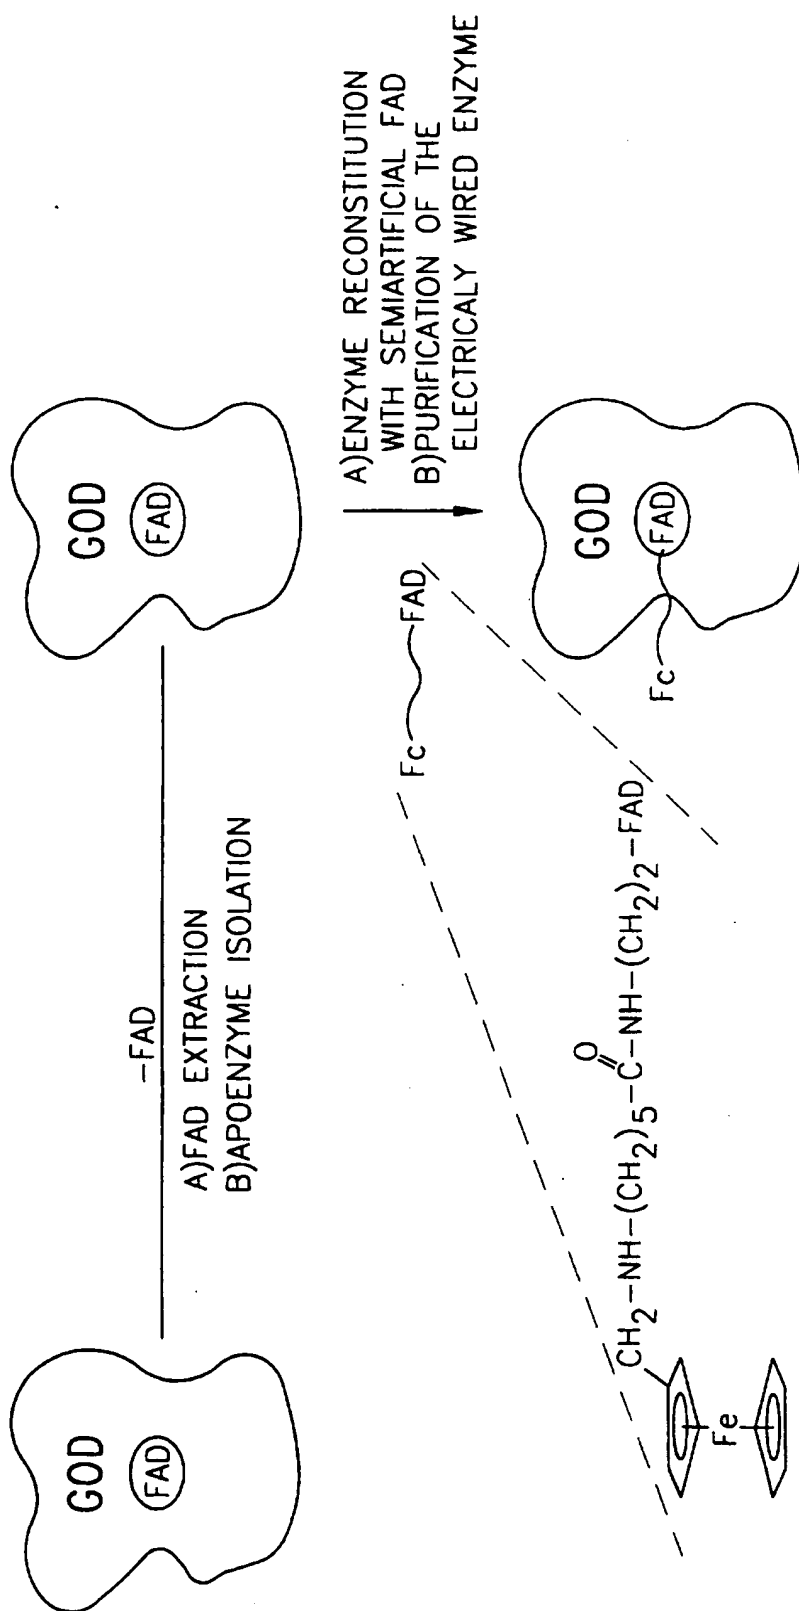 GOD
FAD
-FAD
A)FAD EXTRACTION
B)APOENZYME ISOLATION
GOD
FAD
A)ENZYME RECONSTITUTION
WITH SEMIARTIFICIAL FAD
B)PURIFICATION OF THE
ELECTRICALY WIRED ENZYME
Fc FAD
GOD
Fc FAD
O
CH2-NH-(CH2)5-C-NH-(CH2)2-FAD
Fe